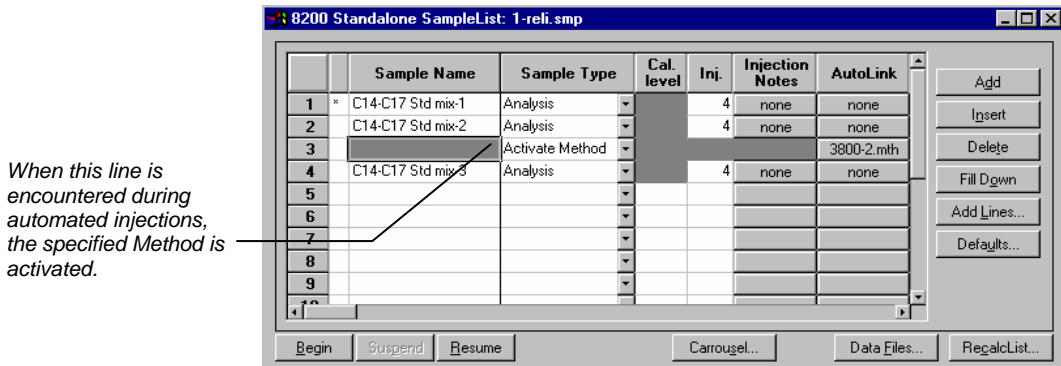 8200 Standalone SampleList: 1-reli.smp
Sample Name Sample Type Cal. level Inj. Injection Notes AutoLink
1 * C14-C17 Std mix-1 Analysis 4 none none
2 C14-C17 Std mix-2 Analysis 4 none none
3 Activate Method 3800-2.mth
4 C14-C17 Std mix-3 Analysis 4 none none
5
6
7
8
9
10
Add
Insert
Delete
Fill Down
Add Lines...
Defaults...
Begin Suspend Resume Carrousel... Data Files... RecalcList...
When this line is
encountered during
automated injections,
the specified Method is
activated.